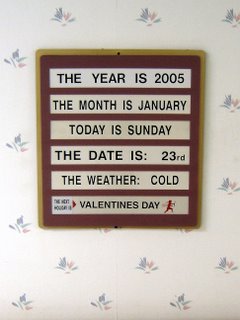 THE YEAR IS 2005
THE MONTH IS JANUARY
TODAY IS SUNDAY
THE DATE IS: 23rd
THE WEATHER: COLD
THE NEXT
HOLIDAY IS
VALENTINES DAY